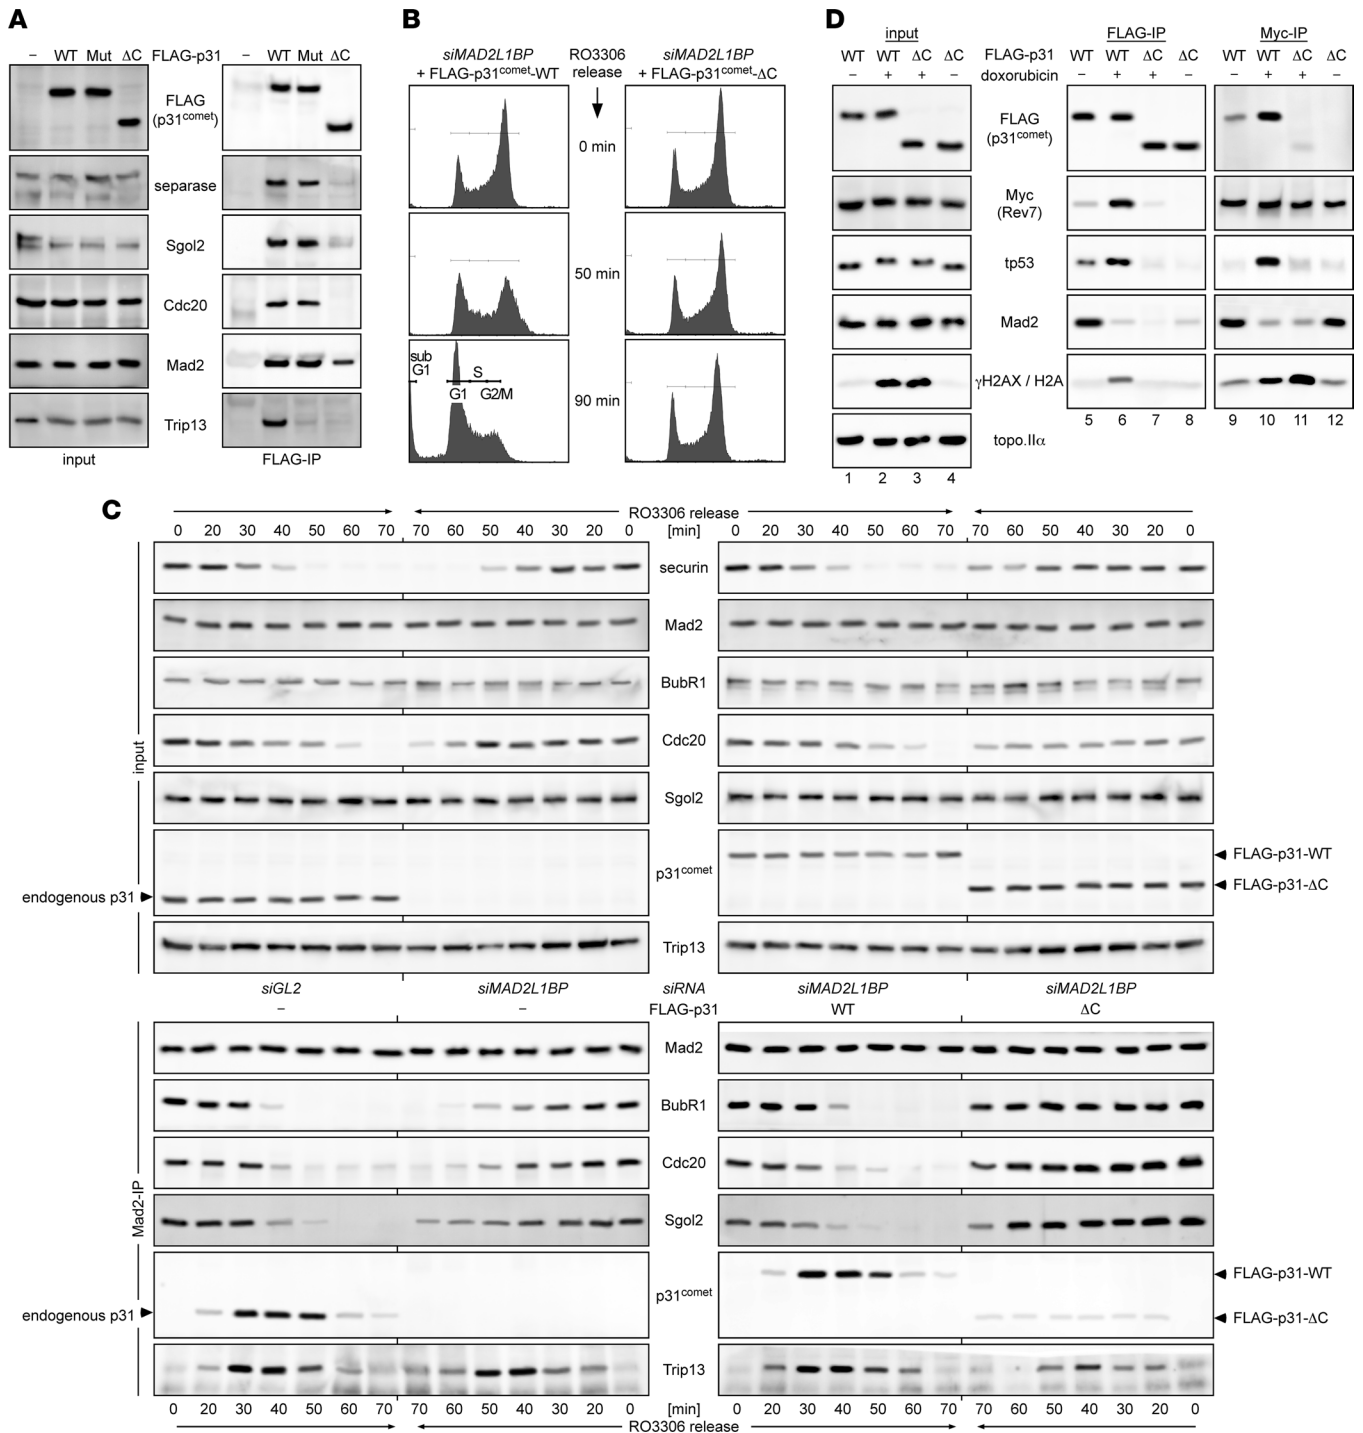 A
– WT Mut ΔC FLAG-p31 – WT Mut ΔC
FLAG
(p31comet)
separase
Sgol2
Cdc20
Mad2
Trip13
input FLAG-IP
B
siMAD2L1BP RO3306 siMAD2L1BP
+ FLAG-p31comet-WT release + FLAG-p31comet-ΔC
0 min
50 min
90 min
sub
G1
S
G1 G2/M
D
input FLAG-IP Myc-IP
WT WT ΔC ΔC FLAG-p31 WT WT ΔC ΔC WT WT ΔC ΔC
– + + – doxorubicin – + + – – + + –
FLAG
(p31comet)
Myc
(Rev7)
tp53
Mad2
γH2AX / H2A
topo.IIα
5 6 7 8 9 10 11 12
1 2 3 4
C
RO3306 release
0 20 30 40 50 60 70 70 60 50 40 30 20 0 [min] 0 20 30 40 50 60 70 70 60 50 40 30 20 0
input
securin
Mad2
BubR1
Cdc20
Sgol2
p31comet
endogenous p31
FLAG-p31-WT
FLAG-p31-ΔC
Trip13
siGL2 siMAD2L1BP siRNA siMAD2L1BP siMAD2L1BP
– – FLAG-p31 WT ΔC
Mad2-IP
Mad2
BubR1
Cdc20
Sgol2
p31comet
endogenous p31
FLAG-p31-WT
FLAG-p31-ΔC
Trip13
0 20 30 40 50 60 70 70 60 50 40 30 20 0 [min] 0 20 30 40 50 60 70 70 60 50 40 30 20 0
RO3306 release